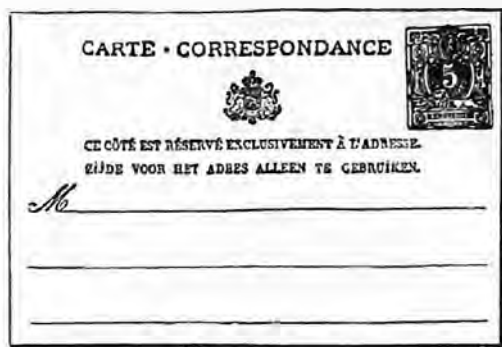 CARTE · CORRESPONDANCE
5
CE CÔTÉ EST RÉSERVÉ EXCLUSIVEMENT À L'ADRESSE.
ZIJDE VOOR HET ADRES ALLEEN TE GEBRUIKEN.
M